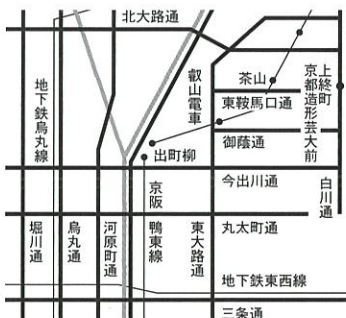 北大路通
叡山電車
茶山
上終町
京都造形芸大前
地下鉄烏丸線
東鞍馬口通
御蔭通
出町柳
今出川通
白川通
京阪
鴨東線
堀川通
烏丸通
河原町通
東大路通
丸太町通
地下鉄東西線
三条通